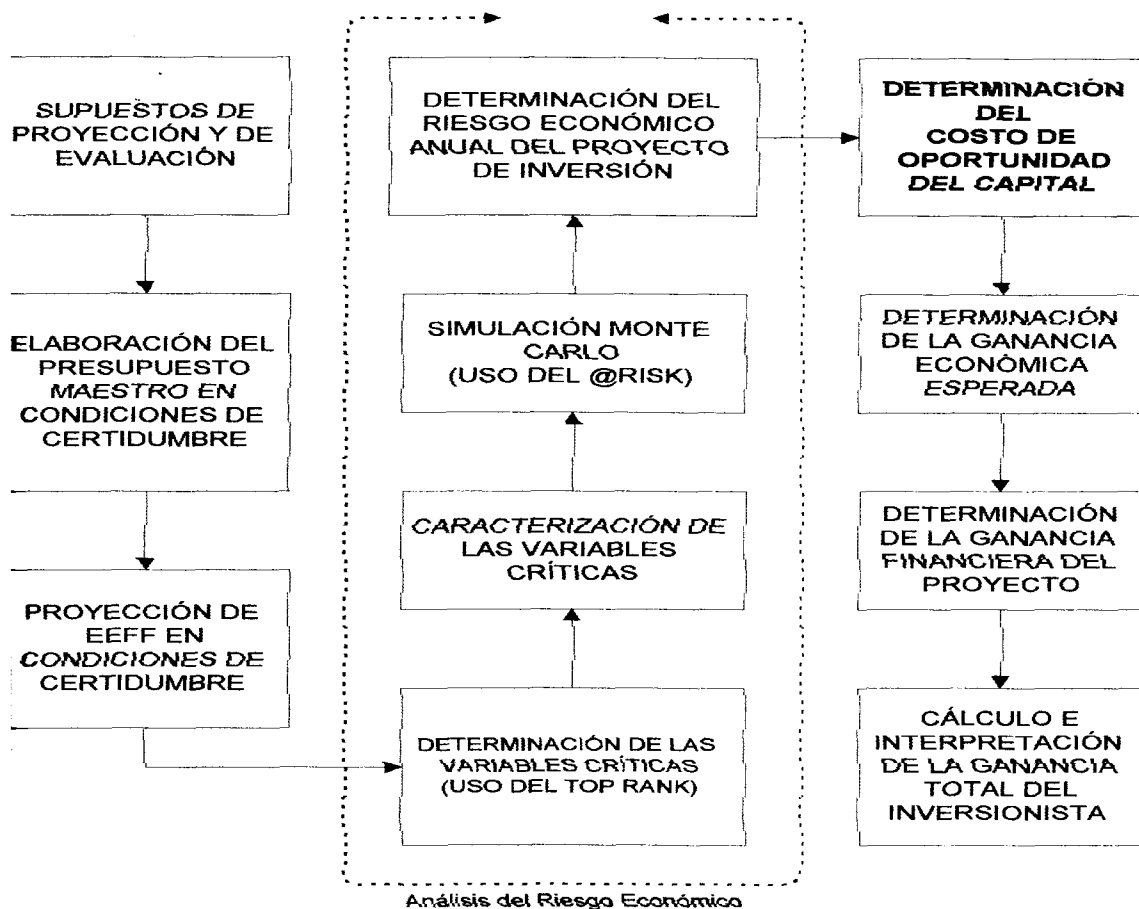 SUPUESTOS DE
PROYECCIÓN Y DE
EVALUACIÓN
ELABORACIÓN DEL
PRESUPUESTO
MAESTRO EN
CONDICIONES DE
CERTIDUMBRE
PROYECCIÓN DE
EEFF EN
CONDICIONES DE
CERTIDUMBRE
DETERMINACIÓN DE LAS
VARIABLES CRÍTICAS
(USO DEL TOP RANK)
CARACTERIZACIÓN DE
LAS VARIABLES
CRÍTICAS
SIMULACIÓN MONTE
CARLO
(USO DEL @RISK)
DETERMINACIÓN DEL
RIESGO ECONÓMICO
ANUAL DEL PROYECTO
DE INVERSIÓN
DETERMINACIÓN
DEL
COSTO DE
OPORTUNIDAD
DEL CAPITAL
DETERMINACIÓN
DE LA GANANCIA
ECONÓMICA
ESPERADA
DETERMINACIÓN
DE LA GANANCIA
FINANCIERA DEL
PROYECTO
CÁLCULO E
INTERPRETACIÓN
DE LA GANANCIA
TOTAL DEL
INVERSIONISTA
Análisis del Riesgo Económico